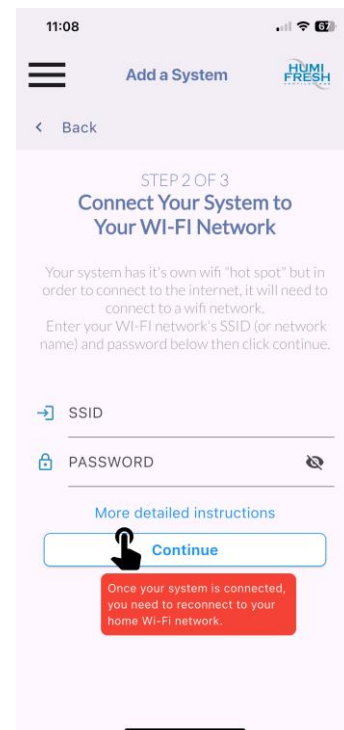 11:08
67
Add a System
HUMI
FRESH
< Back
STEP 2 OF 3
Connect Your System to
Your WI-FI Network
Your system has it's own wifi "hot spot" but in
order to connect to the internet, it will need to
connect to a wifi network.
Enter your WI-FI network's SSID (or network
name) and password below then click continue.
SSID
PASSWORD
More detailed instructions
Continue
Once your system is connected,
you need to reconnect to your
home Wi-Fi network.